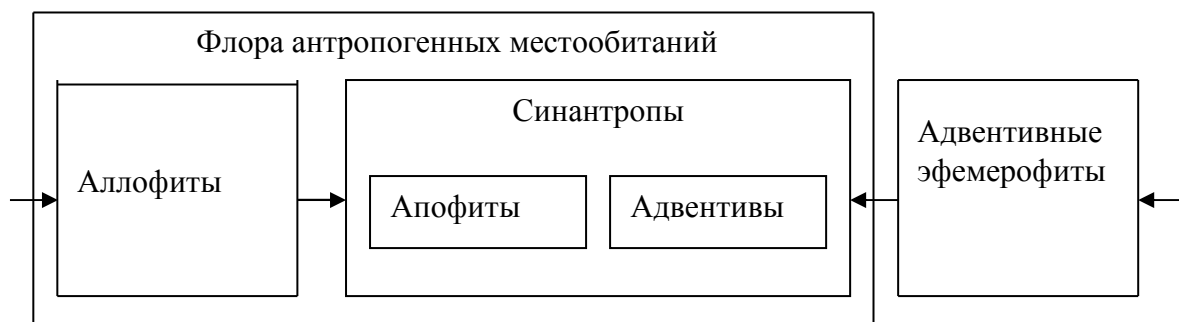 Флора антропогенных местообитаний
Аллофиты
Синантропы
Апофиты
Адвентивы
Адвентивные
эфемерофиты